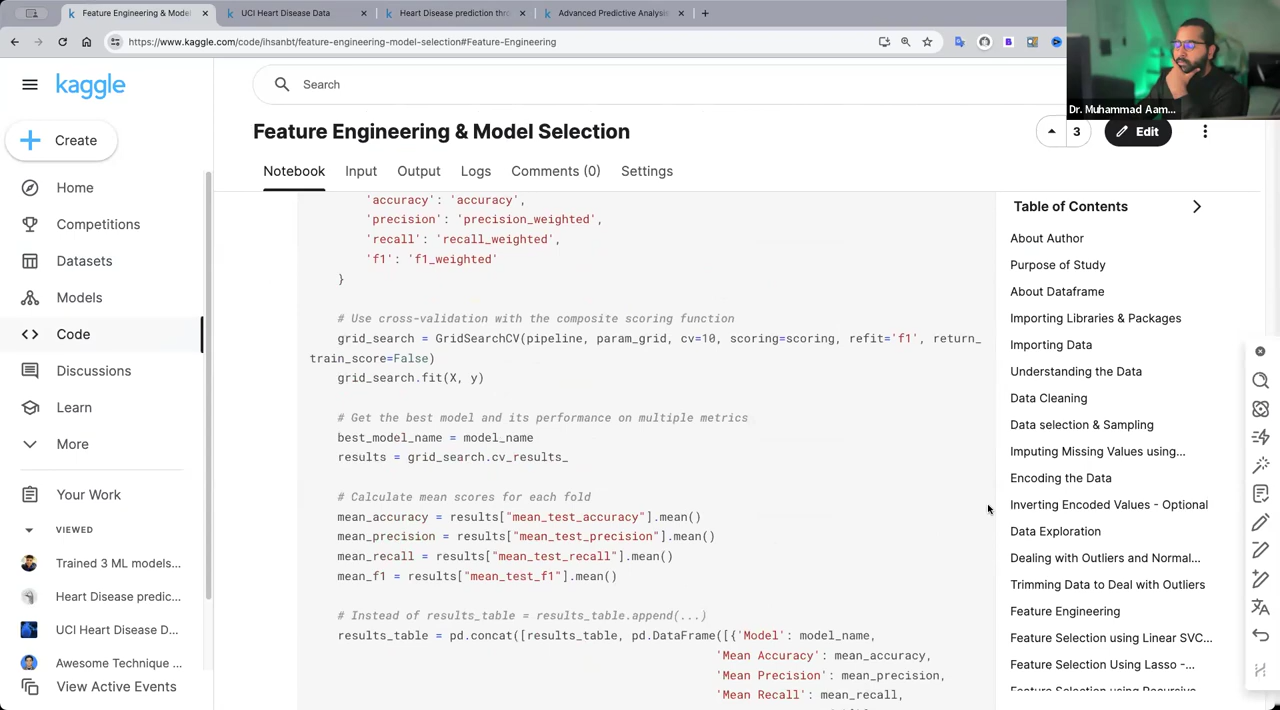 Feature Engineering & Model
UCI Heart Disease Data
Heart Disease prediction thr
Advanced Predictive Analysi
https://www.kaggle.com/code/ihsanbt/feature-engineering-model-selection#Feature-Engineering
Dr. Muhammad Aam...
kaggle
Search
Create
Home
Competitions
Datasets
Models
Code
Discussions
Learn
More
Your Work
VIEWED
Trained 3 ML models...
Heart Disease predic...
UCI Heart Disease D...
Awesome Technique ...
View Active Events
Feature Engineering & Model Selection
3
Edit
Notebook Input Output Logs Comments (0) Settings
'accuracy': 'accuracy',
'precision': 'precision_weighted',
'recall': 'recall_weighted',
'f1': 'f1_weighted'
}
# Use cross-validation with the composite scoring function
grid_search = GridSearchCV(pipeline, param_grid, cv=10, scoring=scoring, refit='f1', return_
train_score=False)
grid_search.fit(X, y)
# Get the best model and its performance on multiple metrics
best_model_name = model_name
results = grid_search.cv_results_
# Calculate mean scores for each fold
mean_accuracy = results["mean_test_accuracy"].mean()
mean_precision = results["mean_test_precision"].mean()
mean_recall = results["mean_test_recall"].mean()
mean_f1 = results["mean_test_f1"].mean()
# Instead of results_table = results_table.append(...)
results_table = pd.concat([results_table, pd.DataFrame([{'Model': model_name,
'Mean Accuracy': mean_accuracy,
'Mean Precision': mean_precision,
'Mean Recall': mean_recall,
Table of Contents
About Author
Purpose of Study
About Dataframe
Importing Libraries & Packages
Importing Data
Understanding the Data
Data Cleaning
Data selection & Sampling
Imputing Missing Values using...
Encoding the Data
Inverting Encoded Values - Optional
Data Exploration
Dealing with Outliers and Normal...
Trimming Data to Deal with Outliers
Feature Engineering
Feature Selection using Linear SVC...
Feature Selection Using Lasso -...
Feature Selection using Recursive